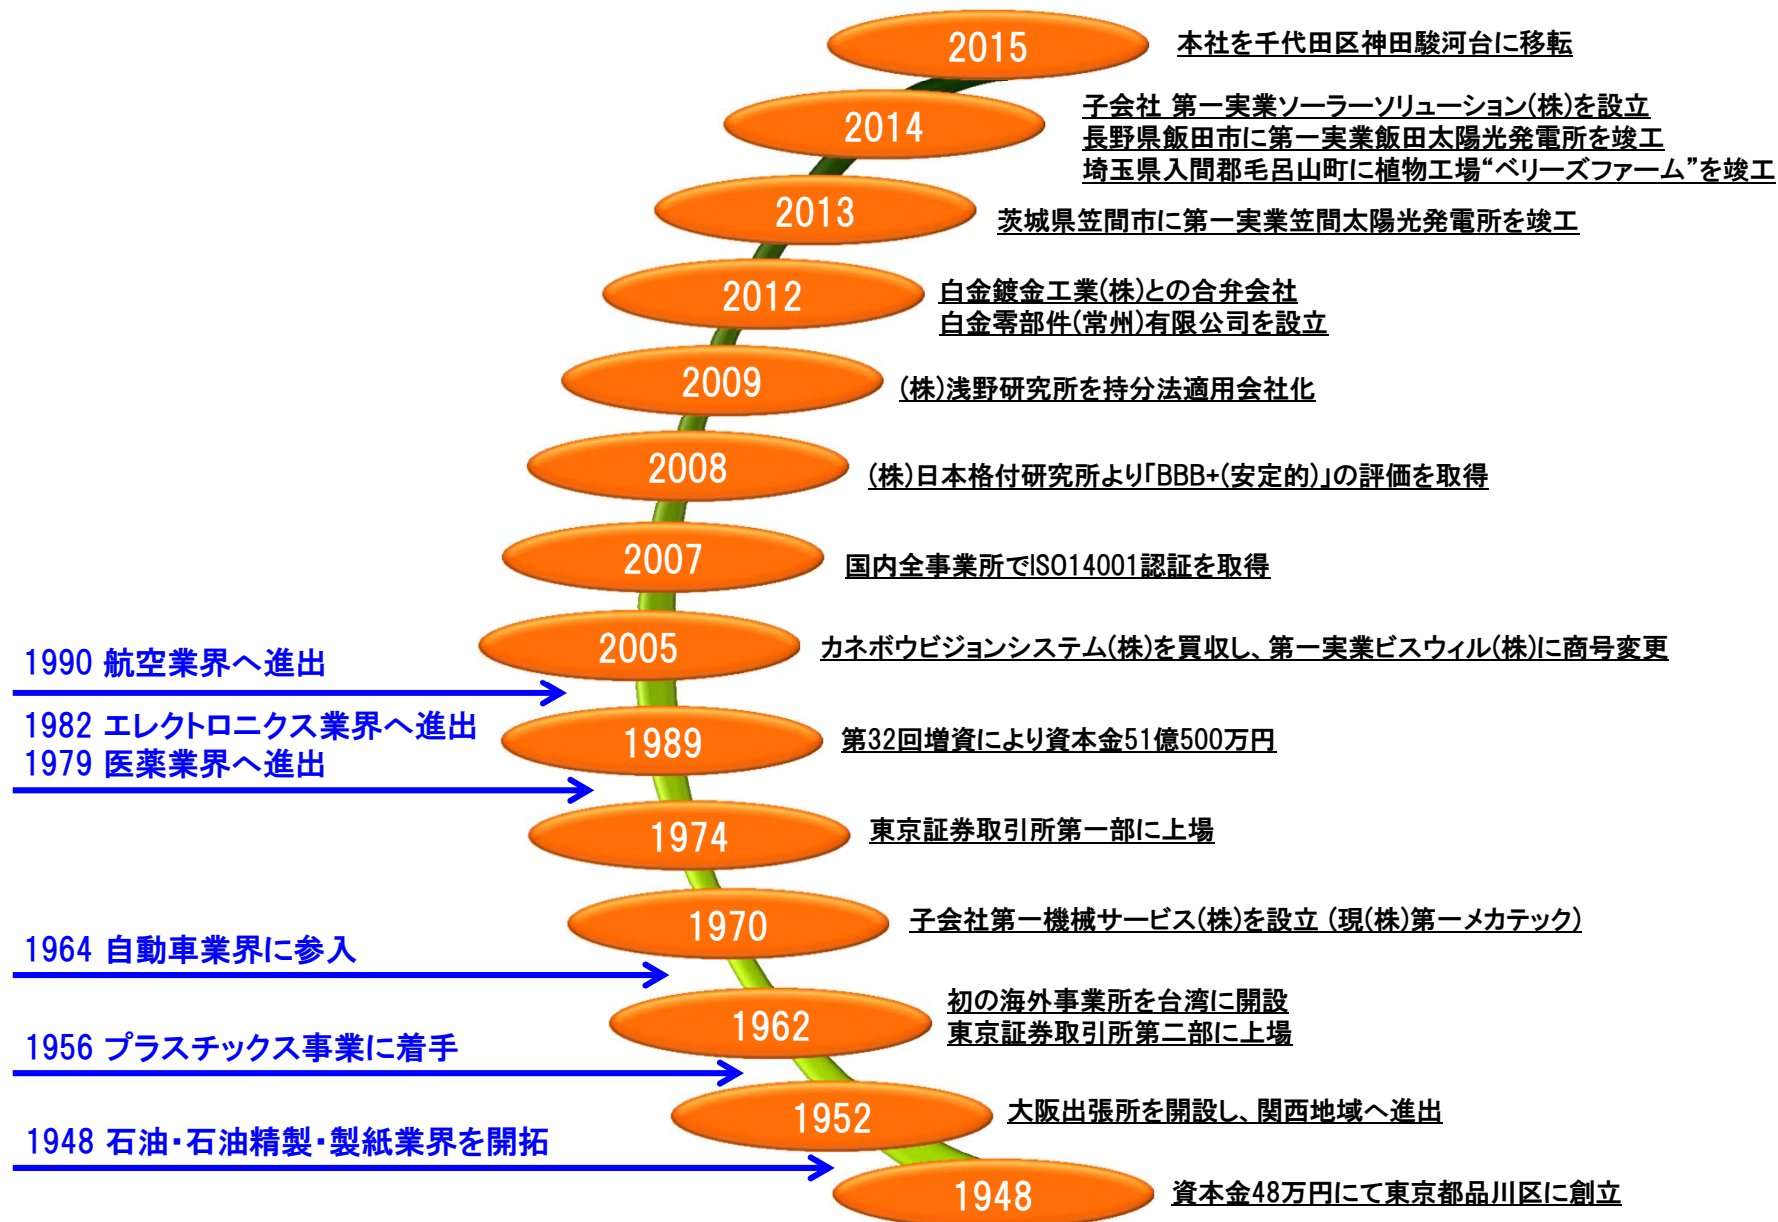 2015
本社を千代田区神田駿河台に移転
2014
子会社 第一実業ソーラーソリューション(株)を設立
長野県飯田市に第一実業飯田太陽光発電所を竣工
埼玉県入間郡毛呂山町に植物工場“ベリーズファーム”を竣工
2013
茨城県笠間市に第一実業笠間太陽光発電所を竣工
2012
白金鍍金工業(株)との合弁会社
白金零部件(常州)有限公司を設立
2009
(株)浅野研究所を持分法適用会社化
2008
(株)日本格付研究所より「BBB+(安定的)」の評価を取得
2007
国内全事業所でISO14001認証を取得
2005
カネボウビジョンシステム(株)を買収し、第一実業ビスウィル(株)に商号変更
1990 航空業界へ進出
1989
第32回増資により資本金51億500万円
1982 エレクトロニクス業界へ進出
1979 医薬業界へ進出
1974
東京証券取引所第一部に上場
1970
子会社第一機械サービス(株)を設立 (現(株)第一メカテック)
1964 自動車業界に参入
1962
初の海外事業所を台湾に開設
東京証券取引所第二部に上場
1956 プラスチックス事業に着手
1952
大阪出張所を開設し、関西地域へ進出
1948 石油・石油精製・製紙業界を開拓
1948
資本金48万円にて東京都品川区に創立